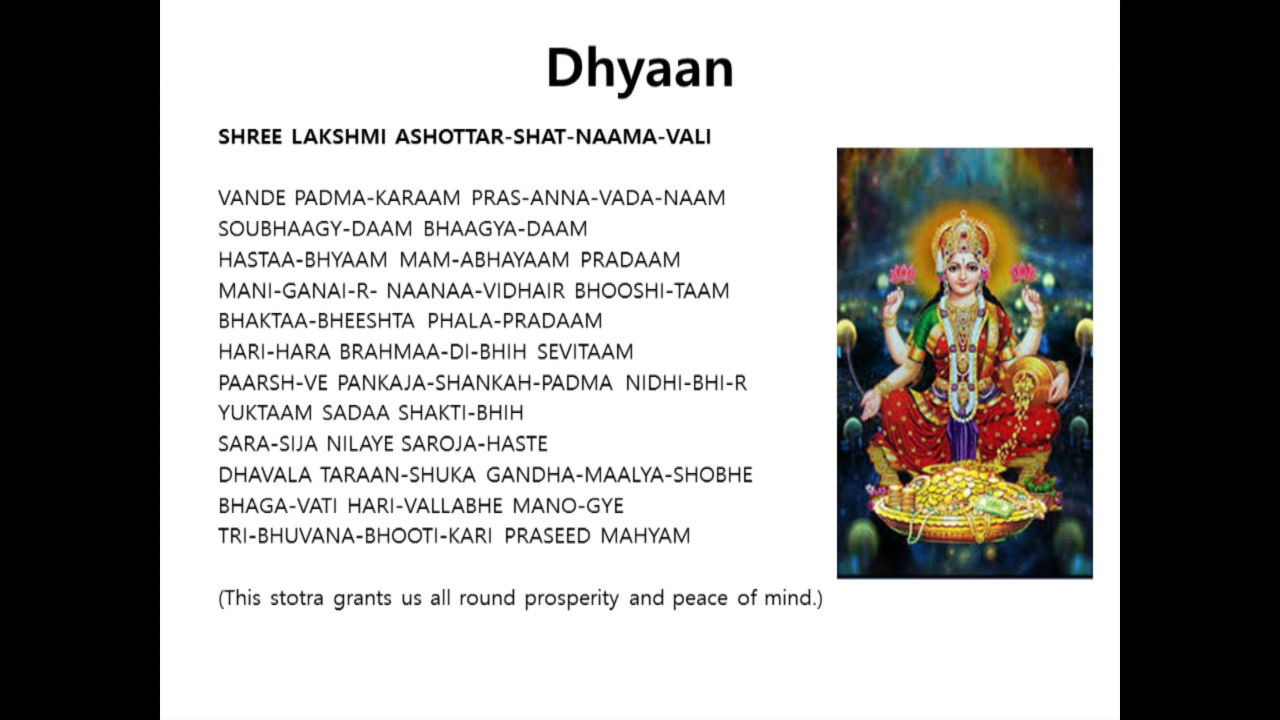 Dhyaan
SHREE LAKSHMI ASHOTTAR-SHAT-NAAMA-VALI
VANDE PADMA-KARAAM PRAS-ANNA-VADA-NAAM
SOUBHAAGY-DAAM BHAAGYA-DAAM
HASTAA-BHYAAM MAM-ABHAYAAM PRADAAM
MANI-GANAI-R- NAANAA-VIDHAIR BHOOSHI-TAAM
BHAKTAA-BHEESHTA PHALA-PRADAAM
HARI-HARA BRAHMAA-DI-BHIH SEVITAAM
PAARSH-VE PANKAJA-SHANKAH-PADMA NIDHI-BHI-R
YUKTAAM SADAA SHAKTI-BHIH
SARA-SIJA NILAYE SAROJA-HASTE
DHAVALA TARAAN-SHUKA GANDHA-MAALYA-SHOBHE
BHAGA-VATI HARI-VALLABHE MANO-GYE
TRI-BHUVANA-BHOOTI-KARI PRASEED MAHYAM
(This stotra grants us all round prosperity and peace of mind.)